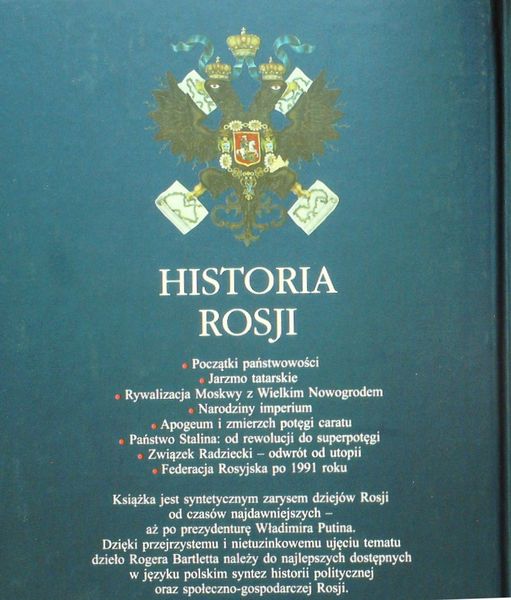 HISTORIA
ROSJI
• Początki państwowości
• Jarzmo tatarskie
• Rywalizacja Moskwy z Wielkim Nowogrodem
• Narodziny imperium
• Apogeum i zmierzch potęgi caratu
• Państwo Stalina: od rewolucji do superpotęgi
• Związek Radziecki – odwrót od utopii
• Federacja Rosyjska po 1991 roku
Książka jest syntetycznym zarysem dziejów Rosji
od czasów najdawniejszych –
aż po prezydenturę Władimira Putina.
Dzięki przejrzystemu i nietuzinkowemu ujęciu tematu
dzieło Rogera Bartletta należy do najlepszych dostępnych
w języku polskim syntez historii politycznej
oraz społeczno-gospodarczej Rosji.